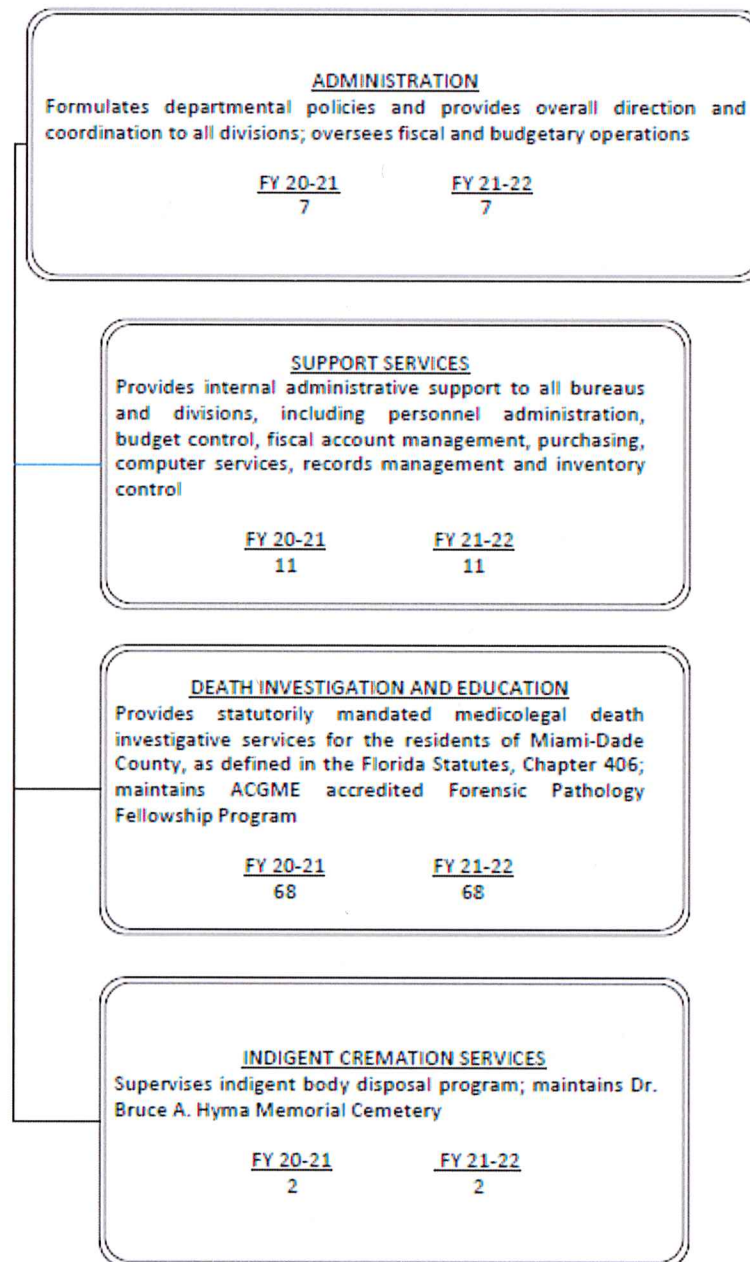 ADMINISTRATION
Formulates departmental policies and provides overall direction and
coordination to all divisions; oversees fiscal and budgetary operations
FY 20-21 FY 21-22
7 7
SUPPORT SERVICES
Provides internal administrative support to all bureaus
and divisions, including personnel administration,
budget control, fiscal account management, purchasing,
computer services, records management and inventory
control
FY 20-21 FY 21-22
11 11
DEATH INVESTIGATION AND EDUCATION
Provides statutorily mandated medicolegal death
investigative services for the residents of Miami-Dade
County, as defined in the Florida Statutes, Chapter 406;
maintains ACGME accredited Forensic Pathology
Fellowship Program
FY 20-21 FY 21-22
68 68
INDIGENT CREMATION SERVICES
Supervises indigent body disposal program; maintains Dr.
Bruce A. Hyma Memorial Cemetery
FY 20-21 FY 21-22
2 2